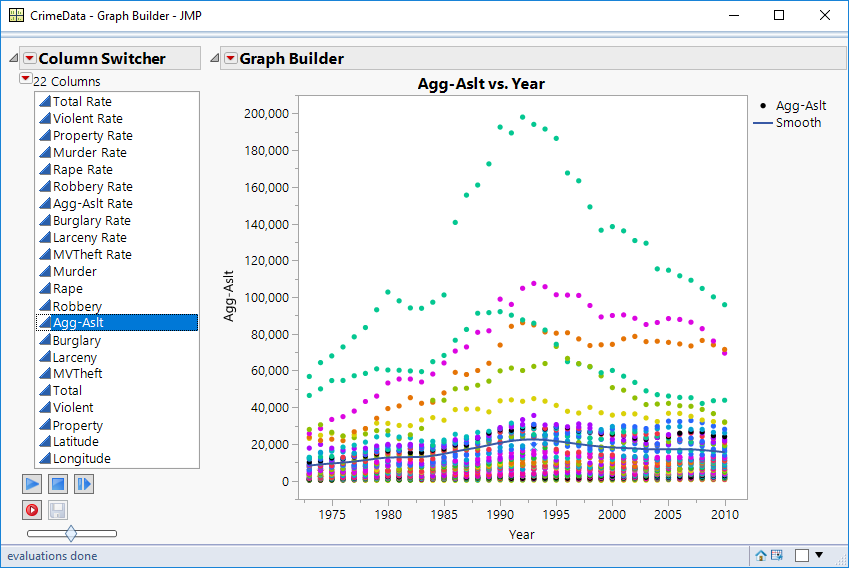 CrimeData - Graph Builder - JMP
Column Switcher
22 Columns
Total Rate
Violent Rate
Property Rate
Murder Rate
Rape Rate
Robbery Rate
Agg-Aslt Rate
Burglary Rate
Larceny Rate
MVTheft Rate
Murder
Rape
Robbery
Agg-Aslt
Burglary
Larceny
MVTheft
Total
Violent
Property
Latitude
Longitude
Graph Builder
Agg-Aslt vs. Year
200,000
180,000
160,000
140,000
120,000
100,000
80,000
60,000
40,000
20,000
0
Agg-Aslt
1975 1980 1985 1990 1995 2000 2005 2010
Year
Agg-Aslt
Smooth
evaluations done